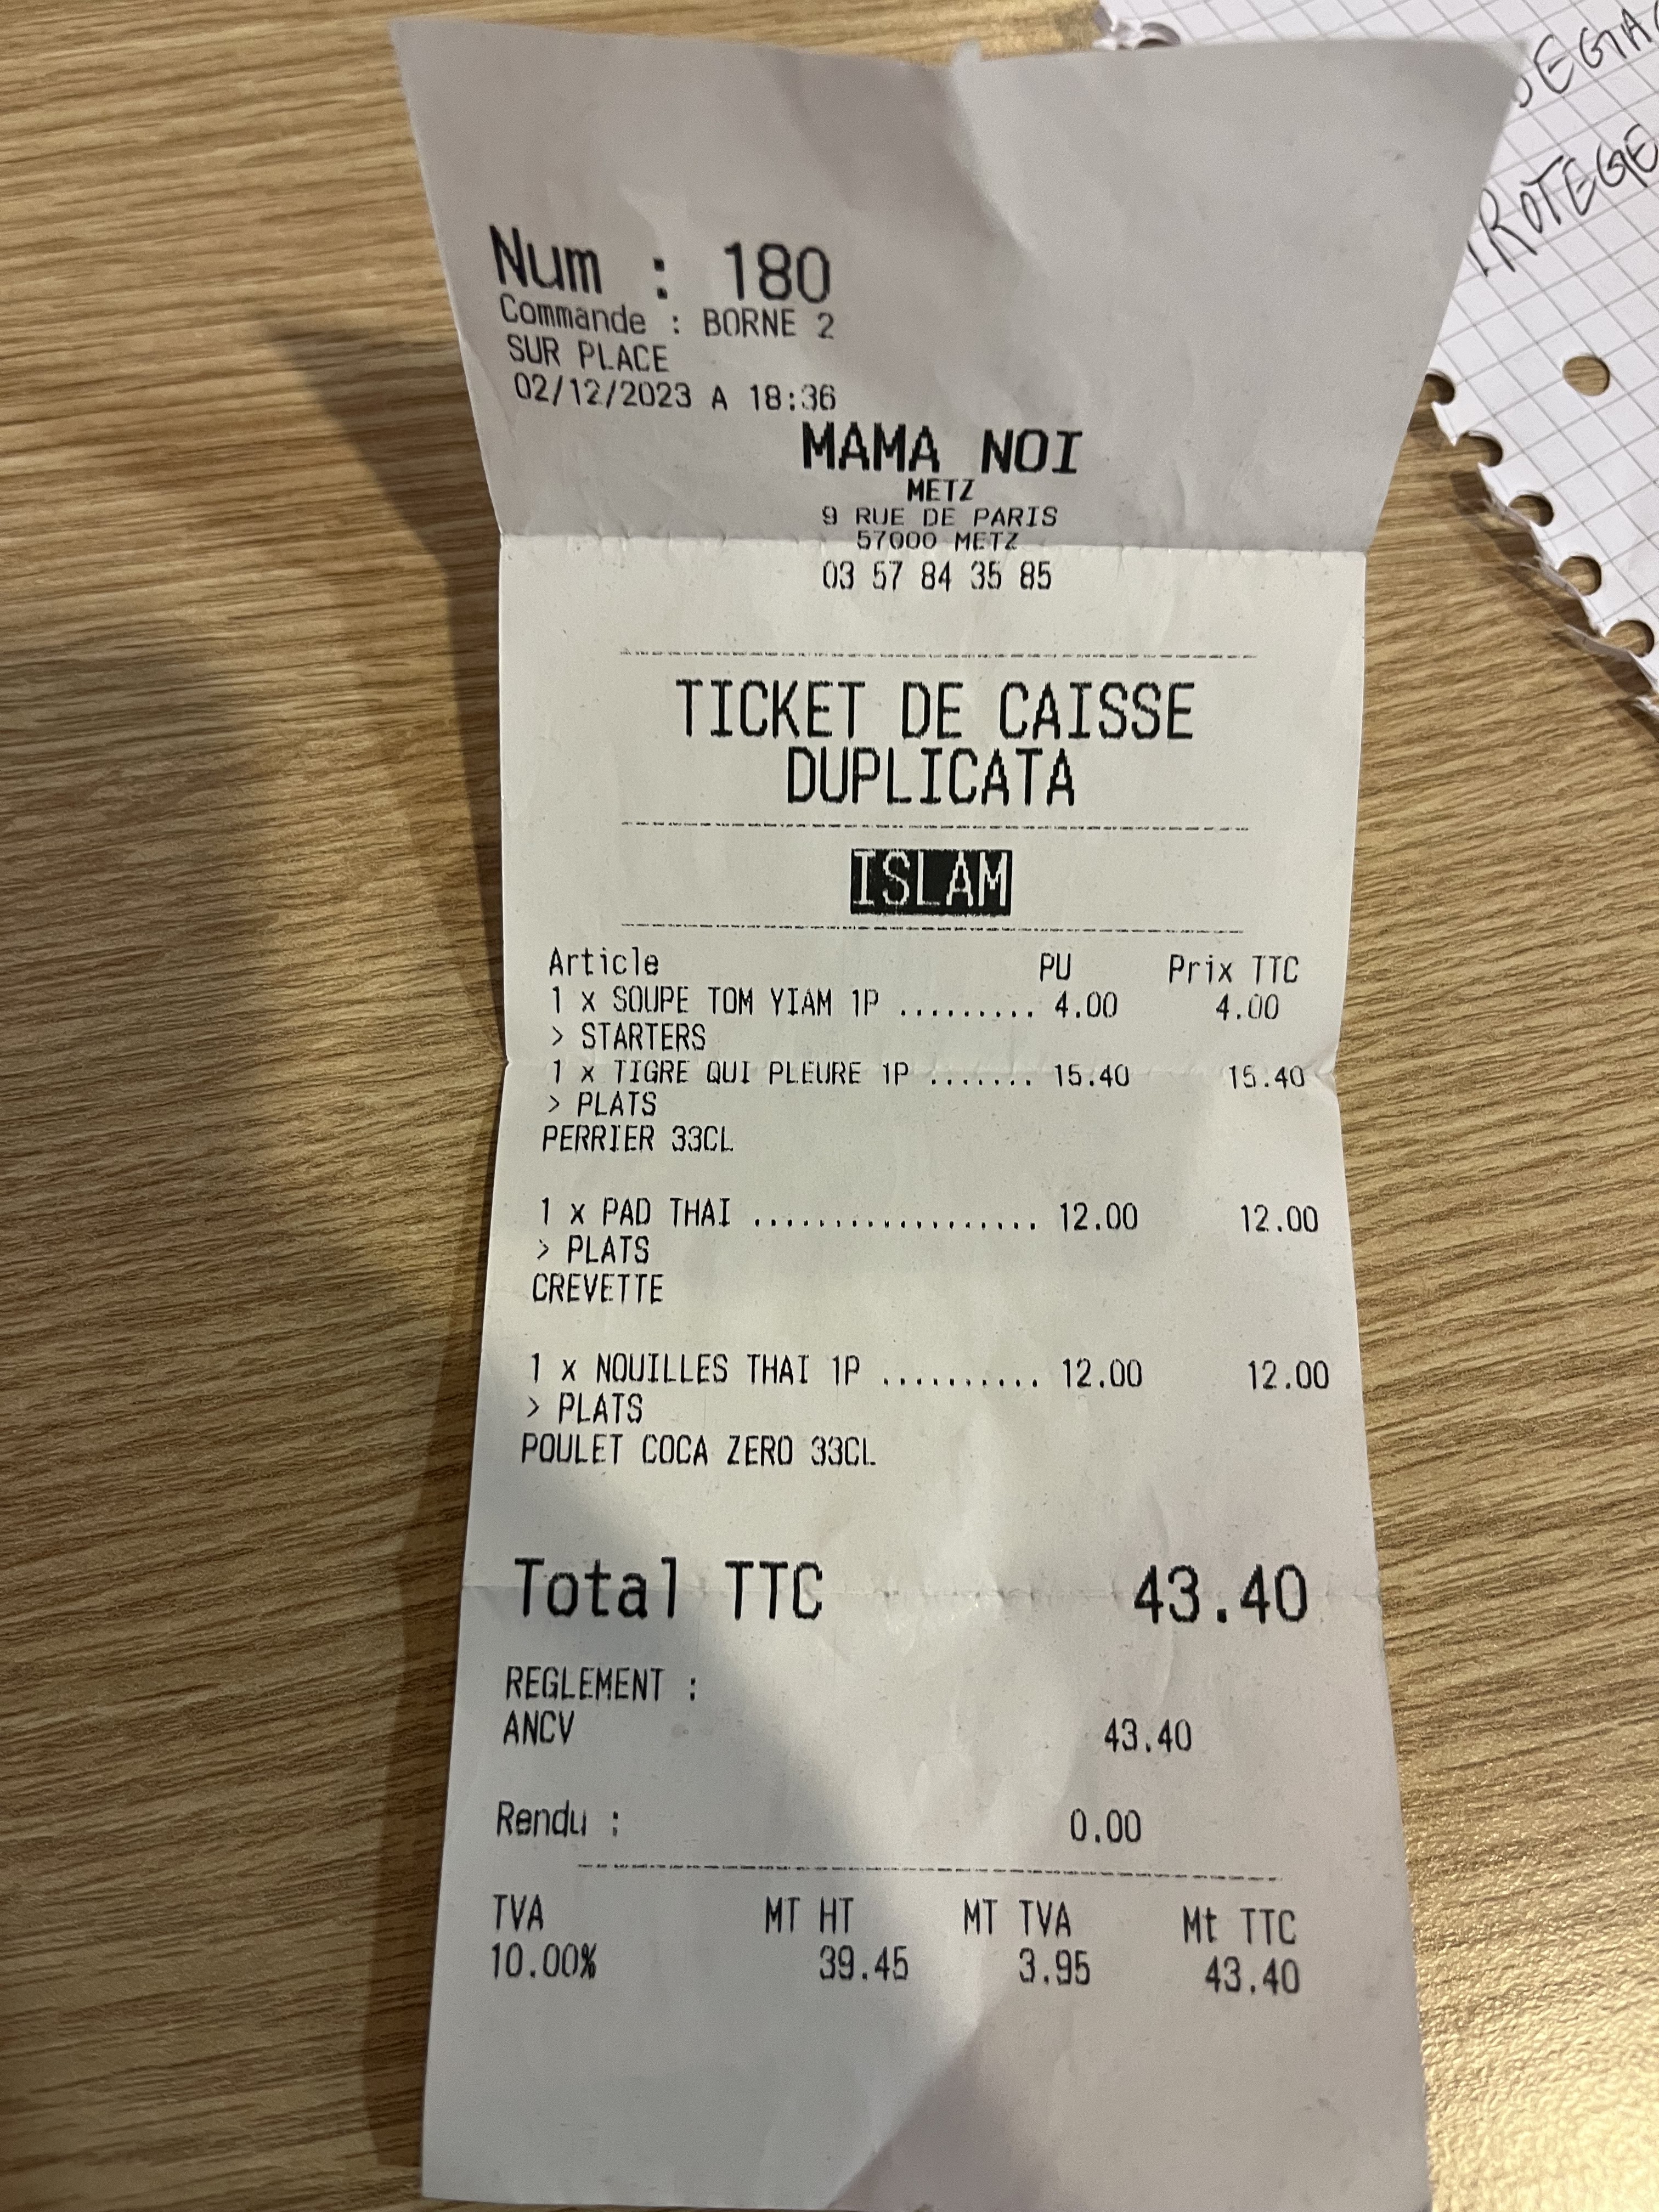 Num : 180
Commande : BORNE 2
SUR PLACE
02/12/2023 A 18:36
MAMA NOI
METZ
9 RUE DE PARIS
57000 METZ
03 57 84 35 85
TICKET DE CAISSE
DUPLICATA
ISLAM
Article PU Prix TTC
1 x SOUPE TOM YIAM 1P ......... 4.00 4.00
> STARTERS
1 x TIGRE QUI PLEURE 1P ....... 15.40 15.40
> PLATS
PERRIER 33CL
1 x PAD THAI .................. 12.00 12.00
> PLATS
CREVETTE
1 x NOUILLES THAI 1P .......... 12.00 12.00
> PLATS
POULET COCA ZERO 33CL
Total TTC 43.40
REGLEMENT :
ANCV 43.40
Rendu : 0.00
TVA MT HT MT TVA Mt TTC
10.00% 39.45 3.95 43.40